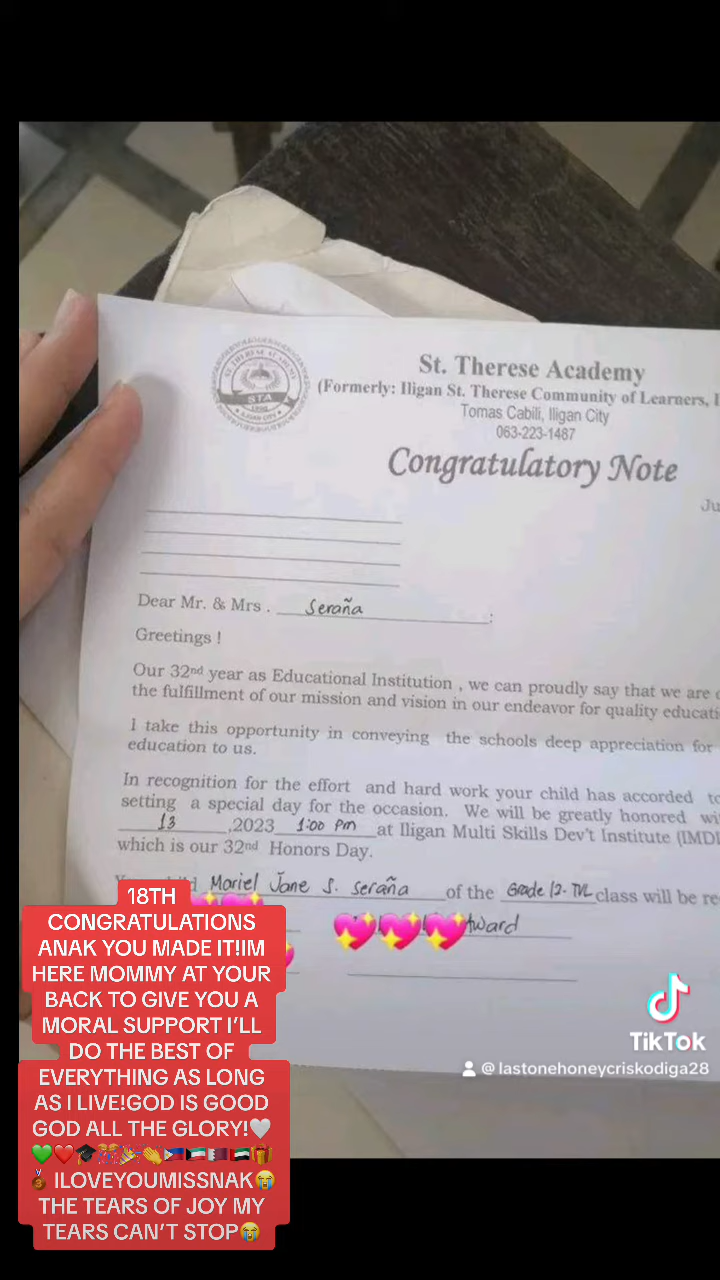 ST. THERESE ACADEMY
STA
ILIGAN CITY
St. Therese Academy
(Formerly: Iligan St. Therese Community of Learners, I
Tomas Cabili, Iligan City
063-223-1487
Congratulatory Note
Ju
Dear Mr. & Mrs . Seraña :
Greetings !
Our 32nd year as Educational Institution , we can proudly say that we are
the fulfillment of our mission and vision in our endeavor for quality educati
I take this opportunity in conveying the schools deep appreciation for
education to us.
In recognition for the effort and hard work your child has accorded to
setting a special day for the occasion. We will be greatly honored wi
13 ,2023 1:00 pm at Iligan Multi Skills Dev't Institute (IMDI
which is our 32nd Honors Day.
Moriel Jane S. Seraña of the Grade 12- TVL class will be re
18TH
CONGRATULATIONS
ANAK YOU MADE IT!IM
HERE MOMMY AT YOUR
BACK TO GIVE YOU A
MORAL SUPPORT I'LL
DO THE BEST OF
EVERYTHING AS LONG
AS I LIVE!GOD IS GOOD
GOD ALL THE GLORY!🤍
💚❤️🎓🎊🎉👏🇵🇭🇰🇼🇶🇦🇦🇪🎁
🥉 ILOVEYOUMISSNAK😭
THE TEARS OF JOY MY
TEARS CAN'T STOP😭
TikTok
@lastonehoneycriskodiga28